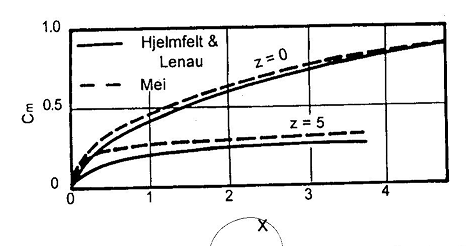 1.0
Hjelmfelt &
Lenau
z = 0
Mei
Cm
0.5
z = 5
0
0 1 2 3 4
X